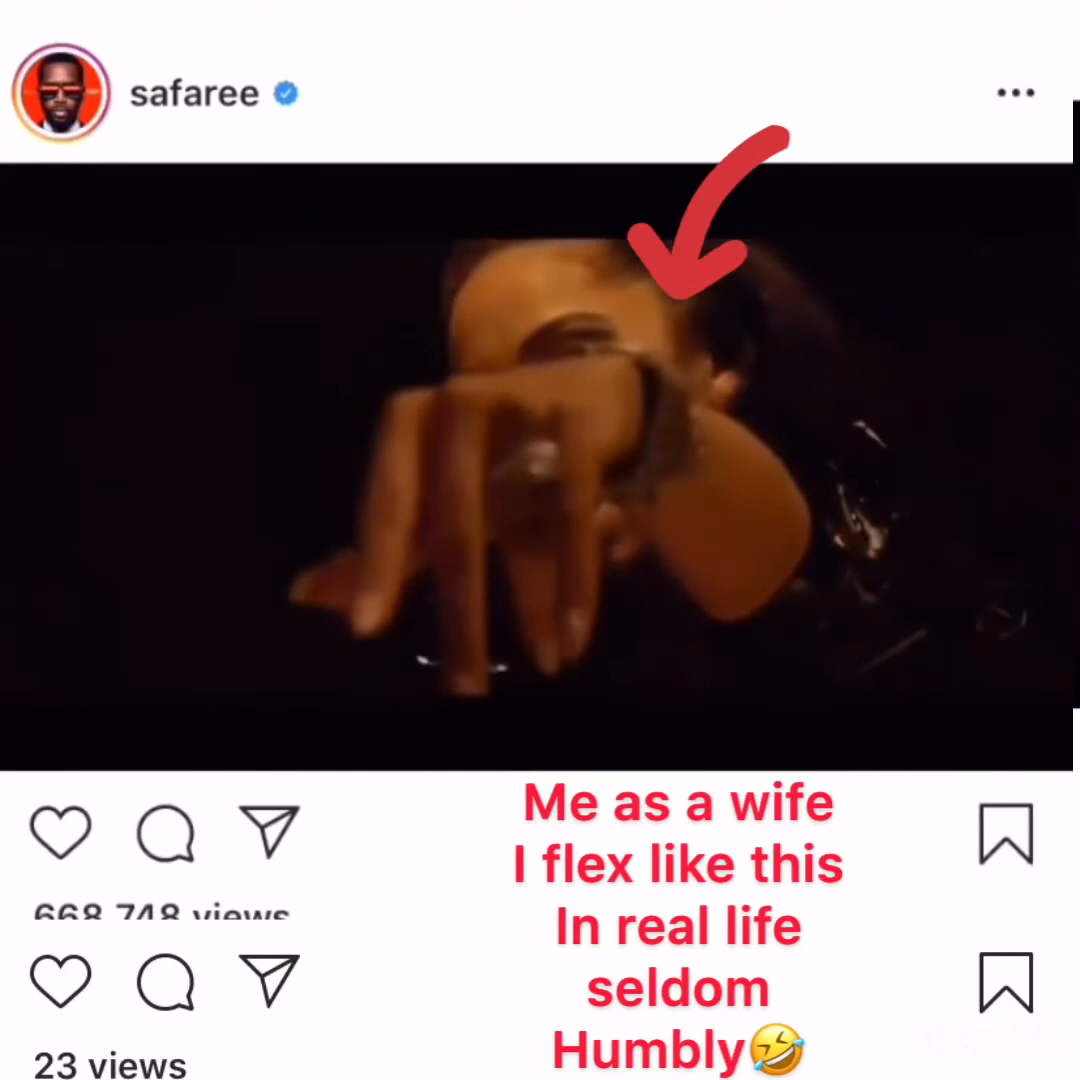 safaree
668,748 views
Me as a wife
I flex like this
In real life
seldom
Humbly🤣
23 views